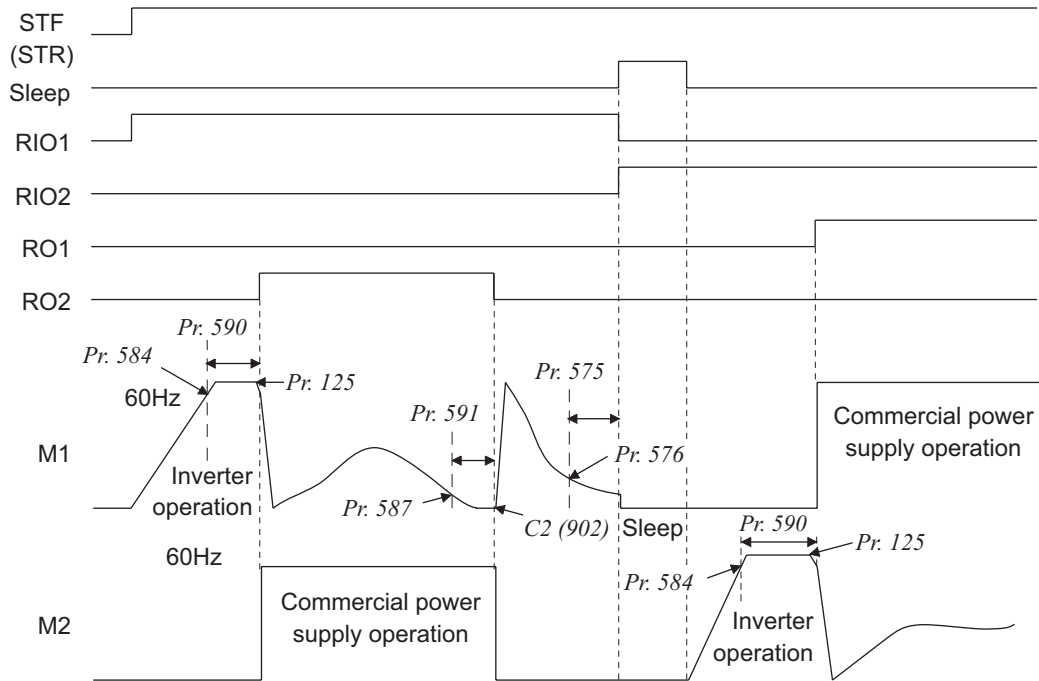 STF
(STR)
Sleep
RIO1
RIO2
RO1
RO2
Pr. 590
Pr. 584
Pr. 125
60Hz
Pr. 591
Pr. 575
Pr. 576
Commercial power
supply operation
M1
Inverter
operation
Pr. 587
C2 (902)
Sleep
Pr. 590
Pr. 125
60Hz
Pr. 584
Commercial power
supply operation
M2
Inverter
operation